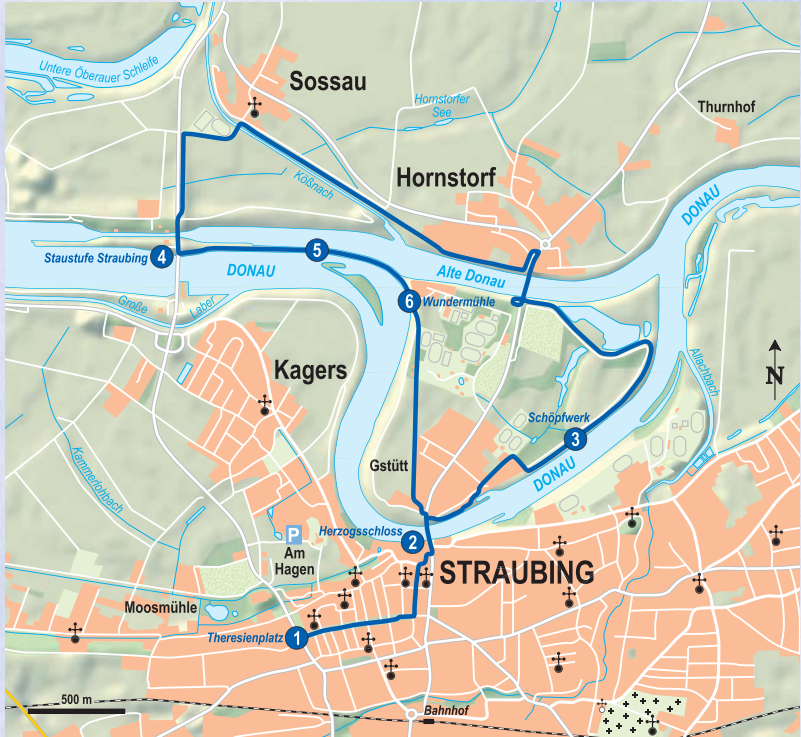 Untere Öberauer Schleife
Sossau
Hornstorfer
See
Thurnhof
Kößnach
Hornstorf
DONAU
Staustufe Straubing
4
5
DONAU
Alte Donau
6
Wundermühle
Große
Laber
Kagers
Allachbach
N
Schöpfwerk
3
Kammerlohbach
Gstütt
DONAU
Herzogsschloss
2
P
Am
Hagen
STRAUBING
Moosmühle
Theresienplatz
1
500 m
Bahnhof